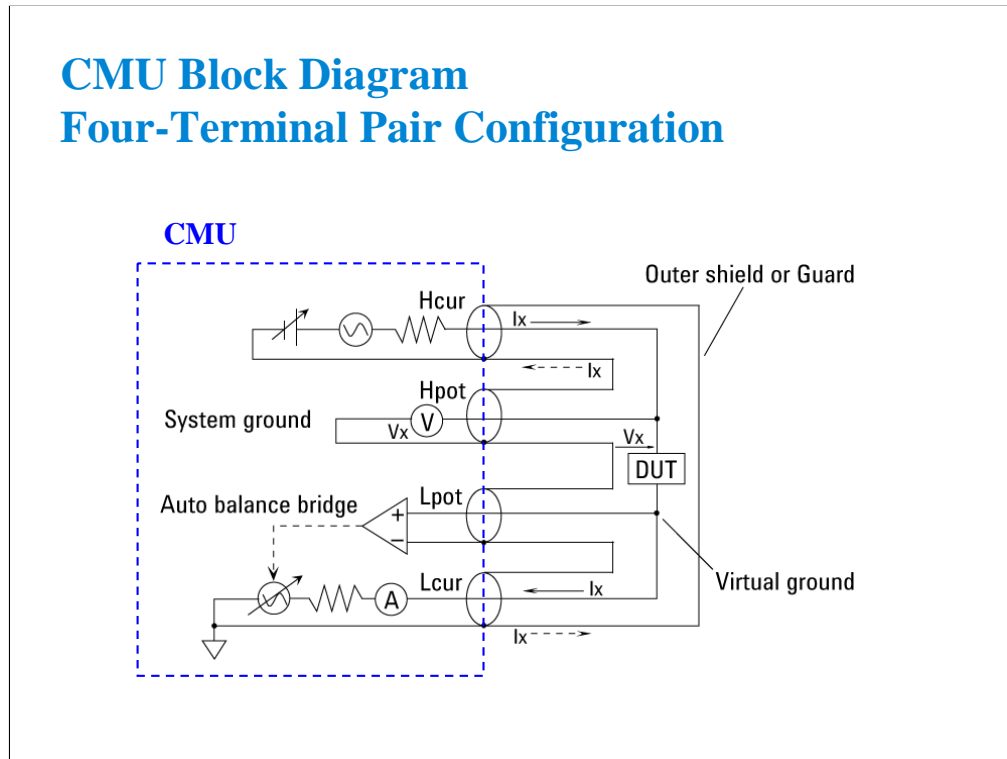 CMU Block Diagram
Four-Terminal Pair Configuration
CMU
Outer shield or Guard
Hcur
Ix
Ix
Hpot
System ground
V
Vx
Vx
DUT
Lpot
Auto balance bridge
+
−
Virtual ground
Lcur
A
Ix
Ix